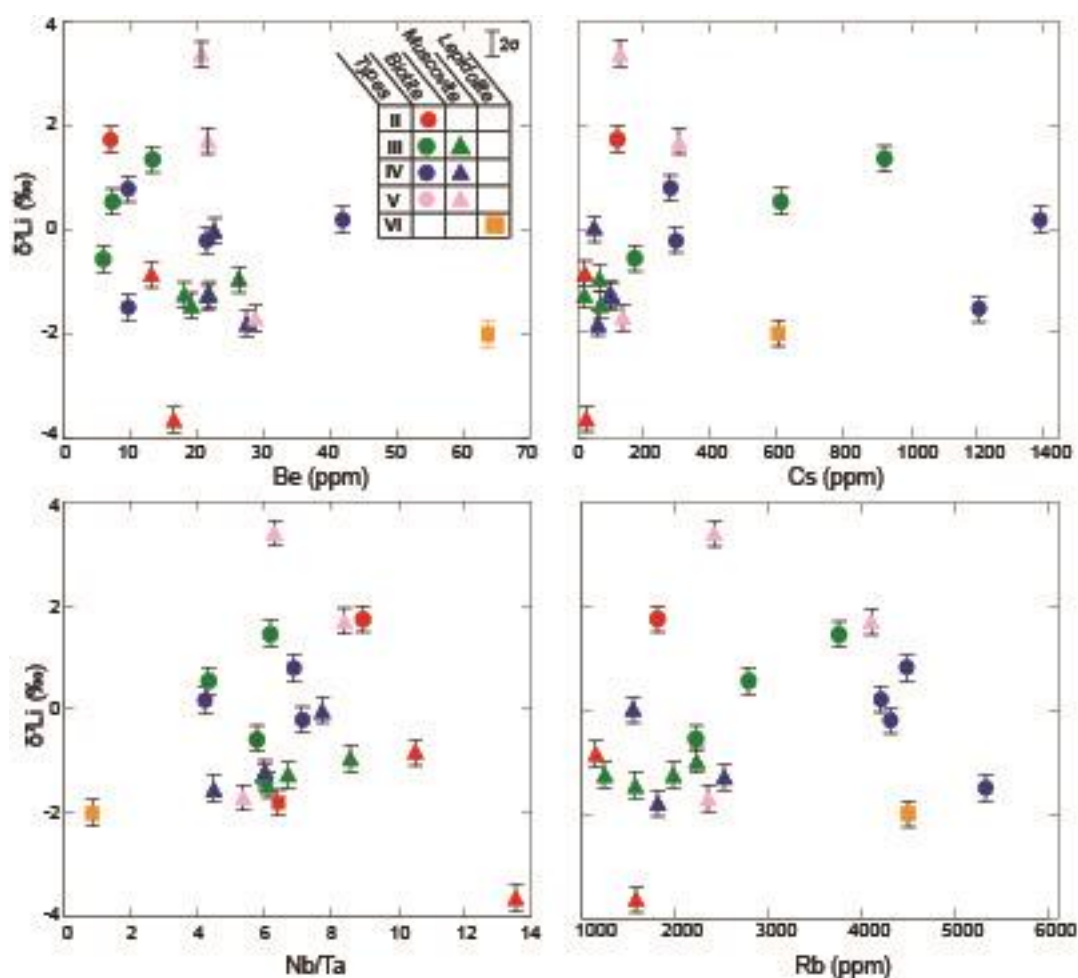 4
2
0
-2
-4
δ⁷Li (‰)
0 10 20 30 40 50 60 70
Be (ppm)
Types Biotite Muscovite Lepidolite
2σ
II
III
IV
V
VI
0 200 400 600 800 1000 1200 1400
Cs (ppm)
4
2
0
-2
-4
δ⁷Li (‰)
0 2 4 6 8 10 12 14
Nb/Ta
1000 2000 3000 4000 5000 6000
Rb (ppm)